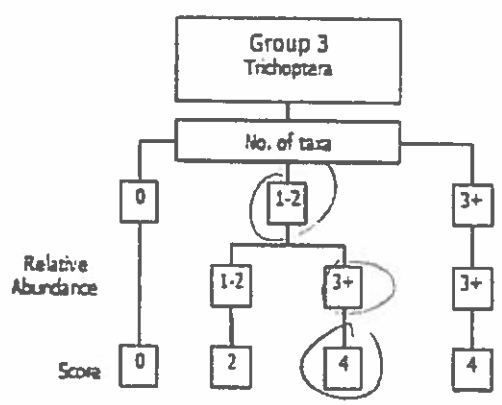 Group 3
Trichoptera
No. of taxa
0
1-2
3+
Relative
Abundance
1-2
3+
3+
Score
0
2
4
4